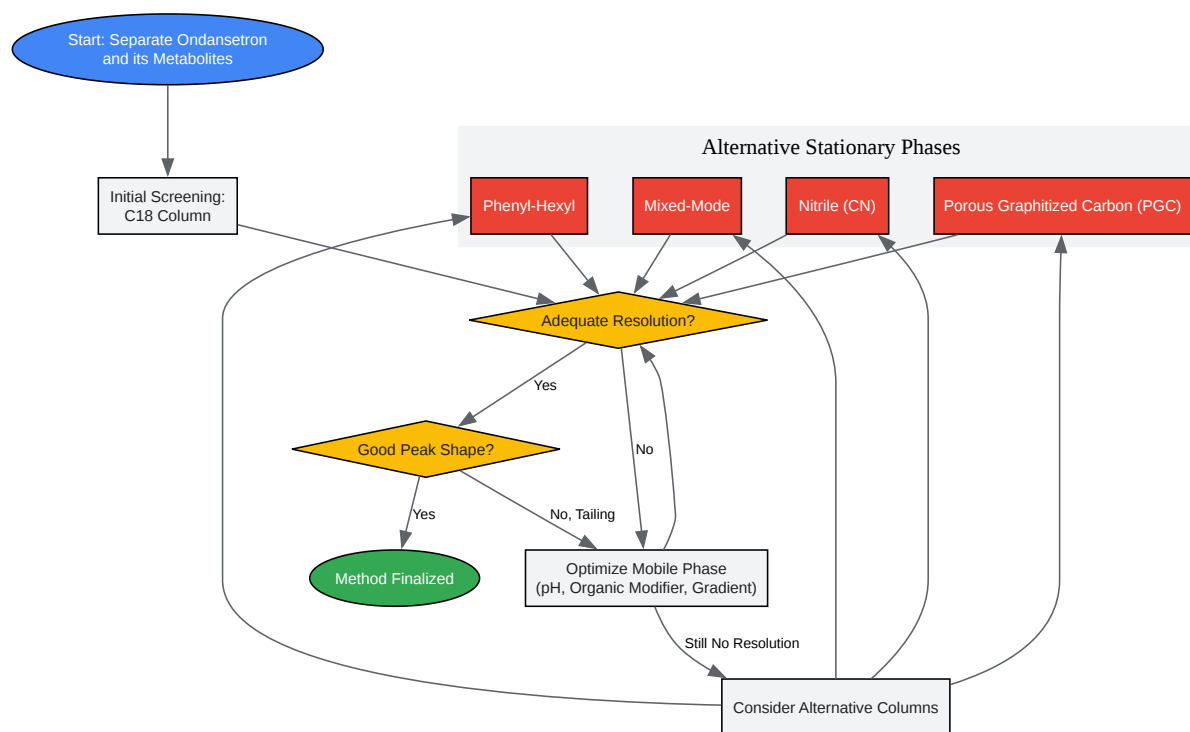 Start: Separate Ondansetron
and its Metabolites
Alternative Stationary Phases
Initial Screening:
C18 Column
Phenyl-Hexyl
Mixed-Mode
Nitrile (CN)
Porous Graphitized Carbon (PGC)
Adequate Resolution?
Yes
Good Peak Shape?
No
Yes
No, Tailing
Method Finalized
Optimize Mobile Phase
(pH, Organic Modifier, Gradient)
Still No Resolution
Consider Alternative Columns